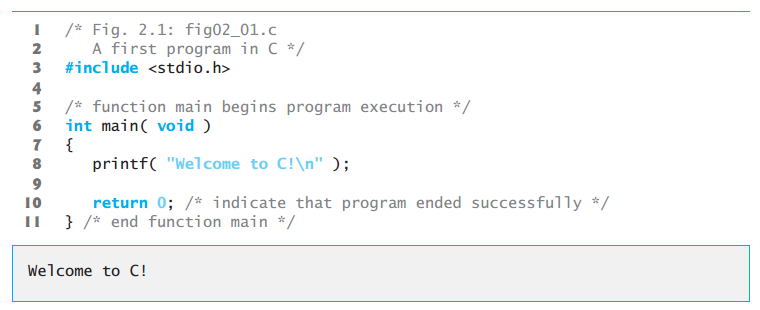 1 /* Fig. 2.1: fig02_01.c
2 A first program in C */
3 #include <stdio.h>
4
5 /* function main begins program execution */
6 int main( void )
7 {
8 printf( "Welcome to C!\n" );
9
10 return 0; /* indicate that program ended successfully */
11 } /* end function main */
Welcome to C!